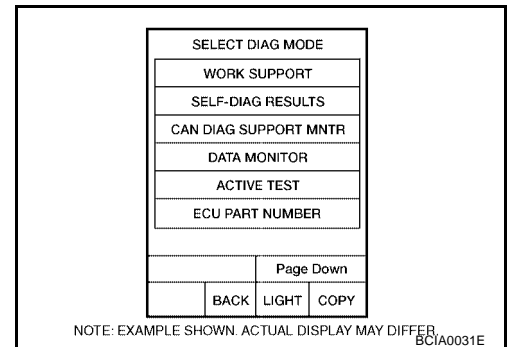 SELECT DIAG MODE
WORK SUPPORT
SELF-DIAG RESULTS
CAN DIAG SUPPORT MNTR
DATA MONITOR
ACTIVE TEST
ECU PART NUMBER
Page Down
BACK LIGHT COPY
NOTE: EXAMPLE SHOWN. ACTUAL DISPLAY MAY DIFFER.
BCIA0031E